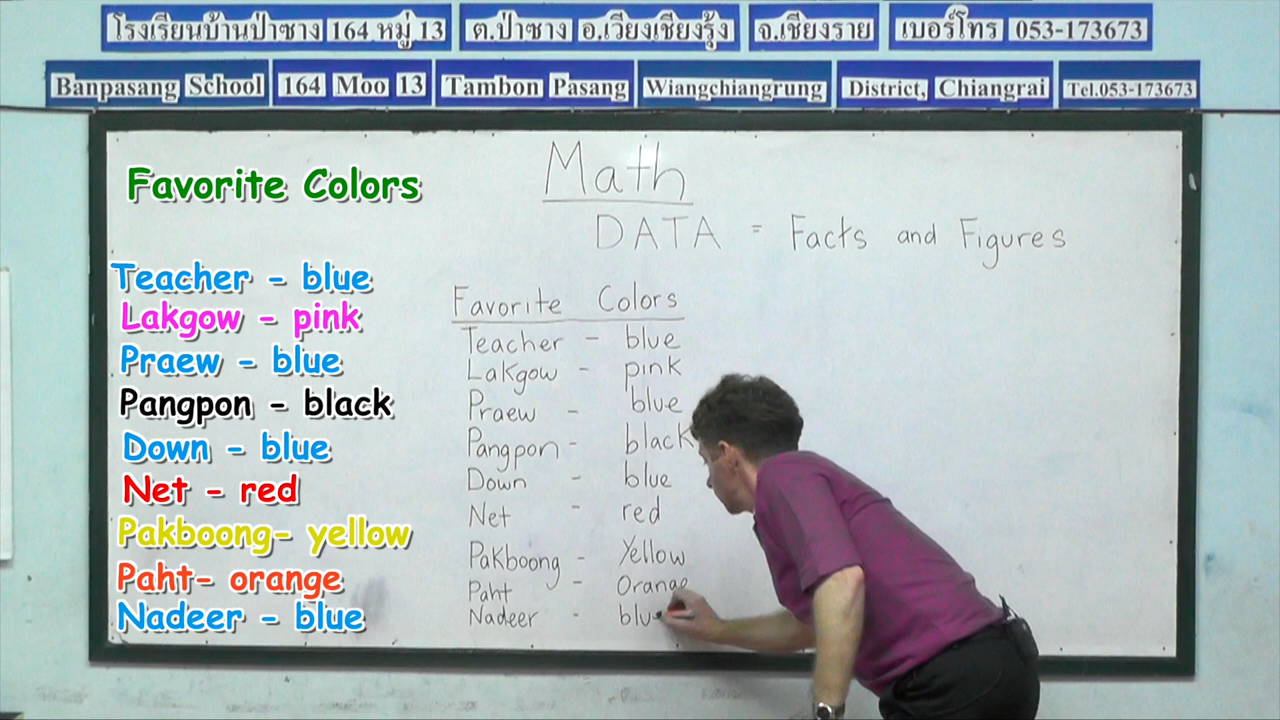 โรงเรียนบ้านป่าซาง 164 หมู่ 13 ต.ป่าซาง อ.เวียงเชียงรุ้ง จ.เชียงราย เบอร์โทร 053-173673
Banpasang School 164 Moo 13 Tambon Pasang Wiangchiangrung District, Chiangrai Tel.053-173673
Favorite Colors
Teacher - blue
Lakgow - pink
Praew - blue
Pangpon - black
Down - blue
Net - red
Pakboong- yellow
Paht- orange
Nadeer - blue
Math
DATA = Facts and Figures
Favorite Colors
Teacher - blue
Lakgow - pink
Praew - blue
Pangpon - black
Down - blue
Net - red
Pakboong - Yellow
Paht - Orange
Nadeer - blu